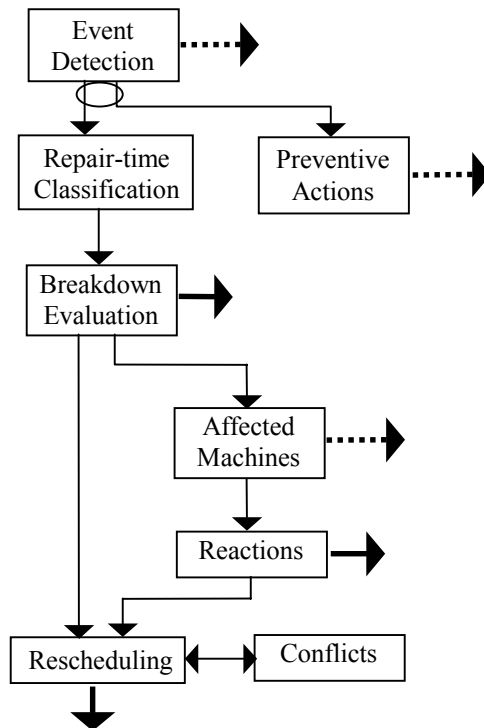 Event
Detection
Repair-time
Classification
Preventive
Actions
Breakdown
Evaluation
Affected
Machines
Reactions
Rescheduling
Conflicts